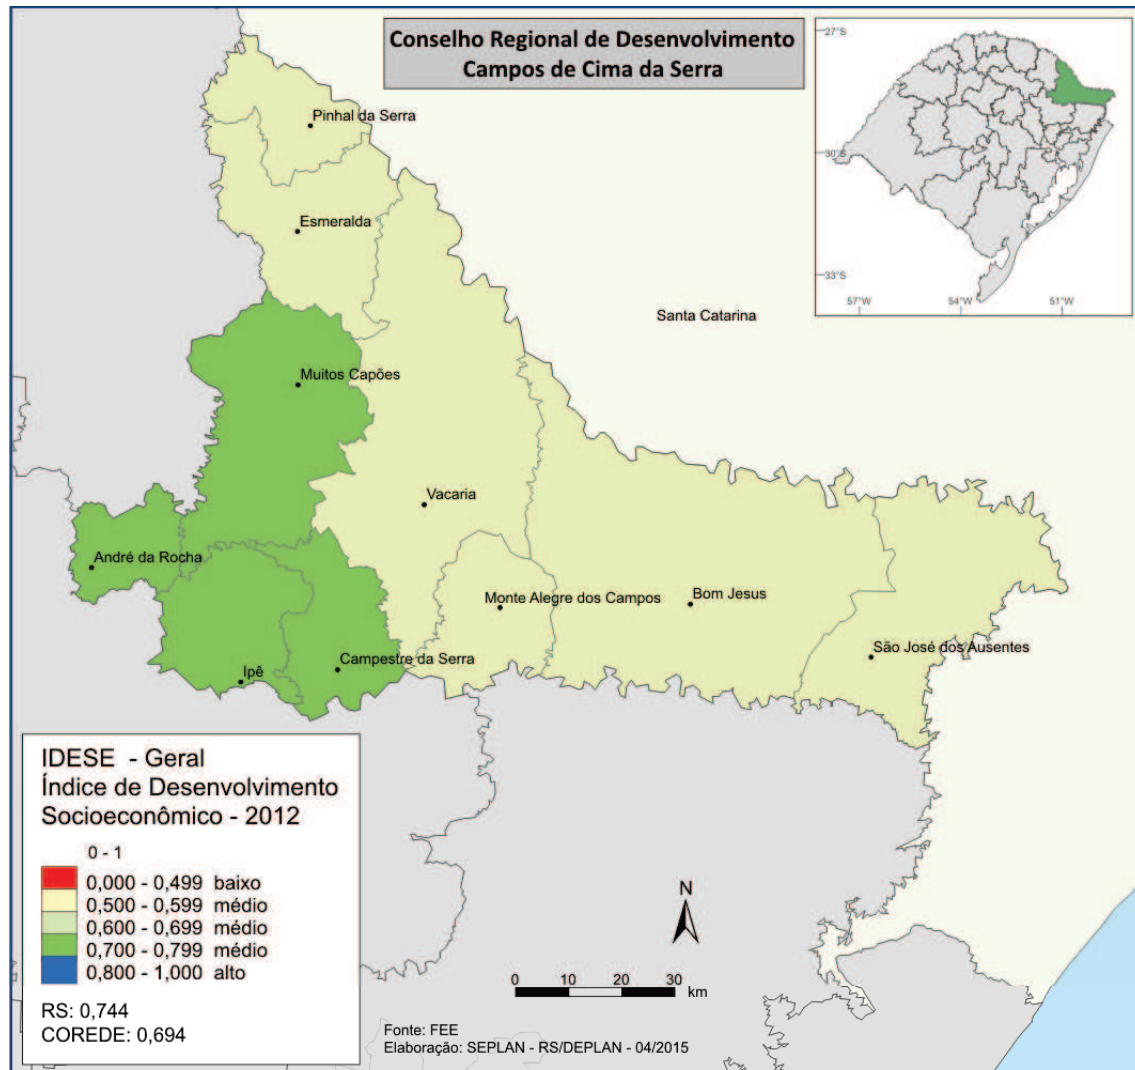 Conselho Regional de Desenvolvimento
Campos de Cima da Serra
27°S
30°S
33°S
57°W
54°W
51°W
Pinhal da Serra
Esmeralda
Santa Catarina
Muitos Capões
Vacaria
André da Rocha
Monte Alegre dos Campos
Bom Jesus
São José dos Ausentes
Ipê
Campestre da Serra
IDESE - Geral
Índice de Desenvolvimento
Socioeconômico - 2012
0 - 1
0,000 - 0,499 baixo
0,500 - 0,599 médio
0,600 - 0,699 médio
0,700 - 0,799 médio
0,800 - 1,000 alto
RS: 0,744
COREDE: 0,694
N
0 10 20 30
km
Fonte: FEE
Elaboração: SEPLAN - RS/DEPLAN - 04/2015